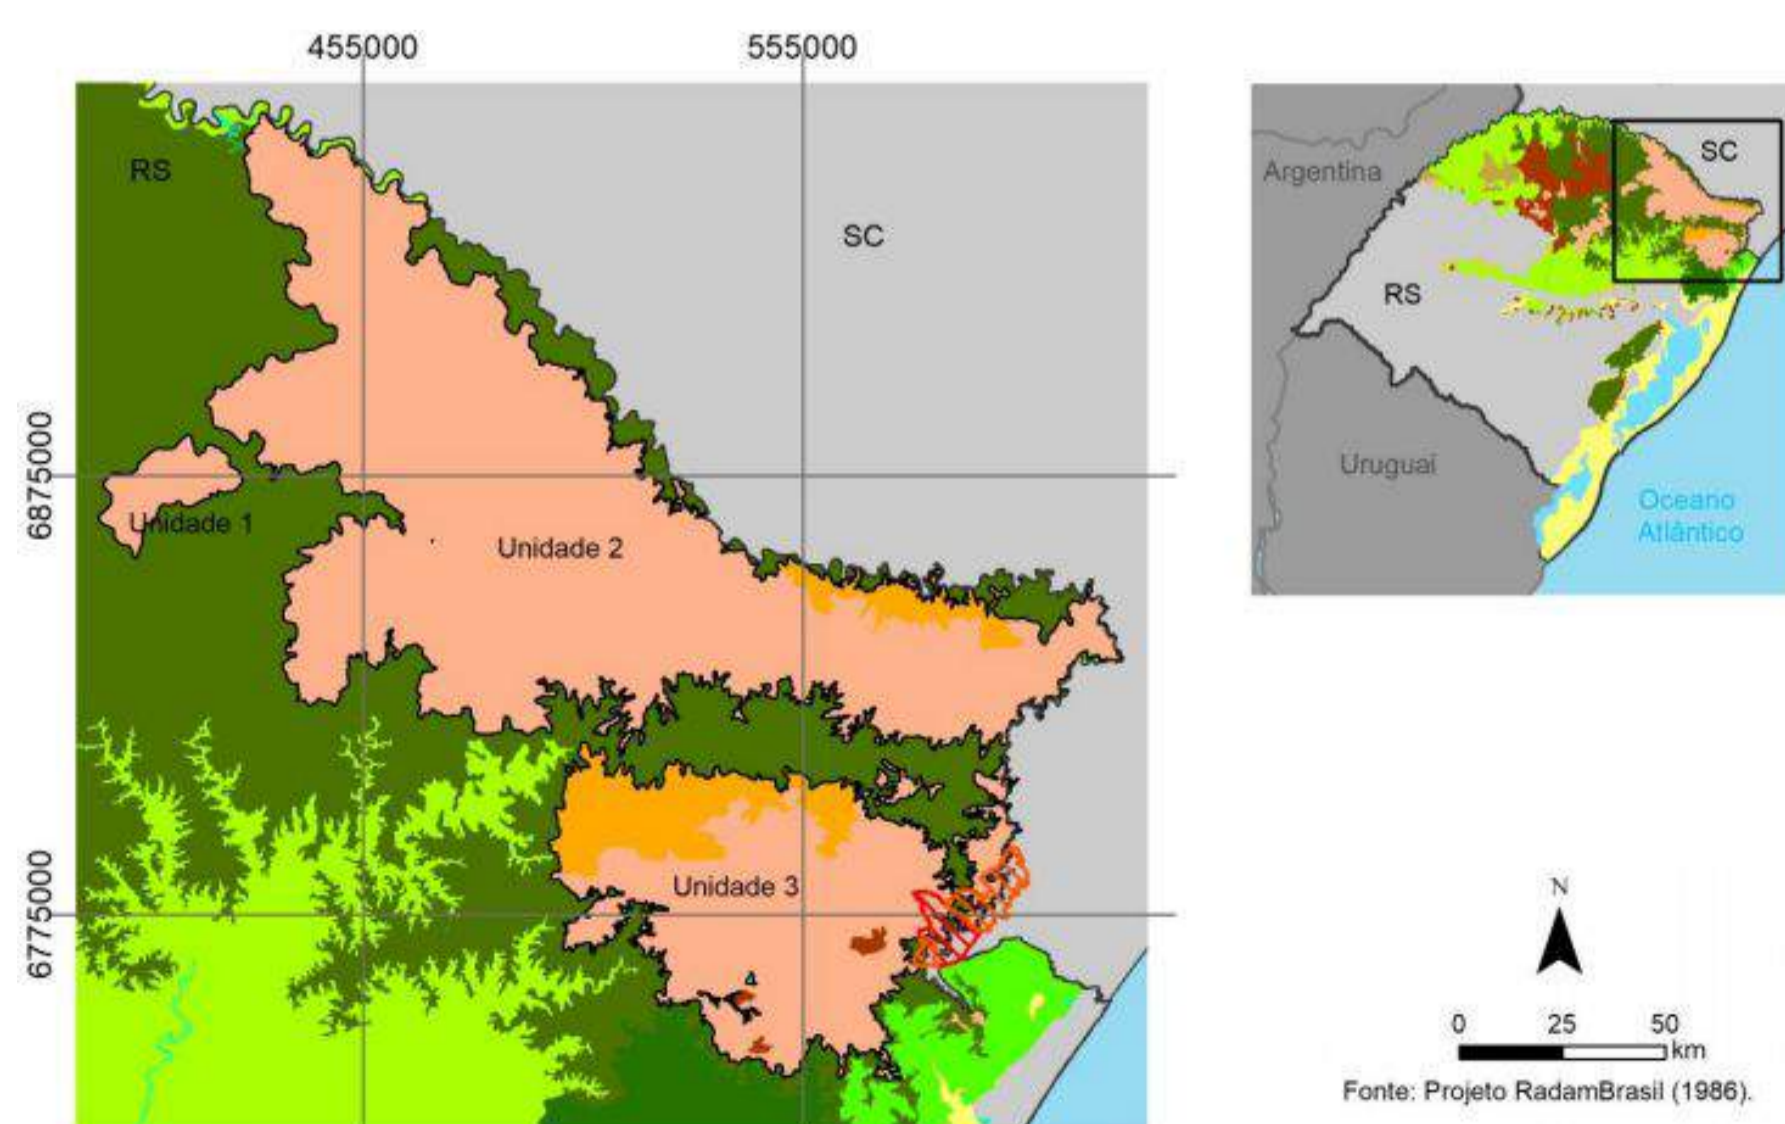 455000
555000
RS
SC
6875000
Unidade 1
Unidade 2
Unidade 3
6775000
Argentina
SC
RS
Uruguai
Oceano
Atlântico
N
0 25 50
km
Fonte: Projeto RadamBrasil (1986).